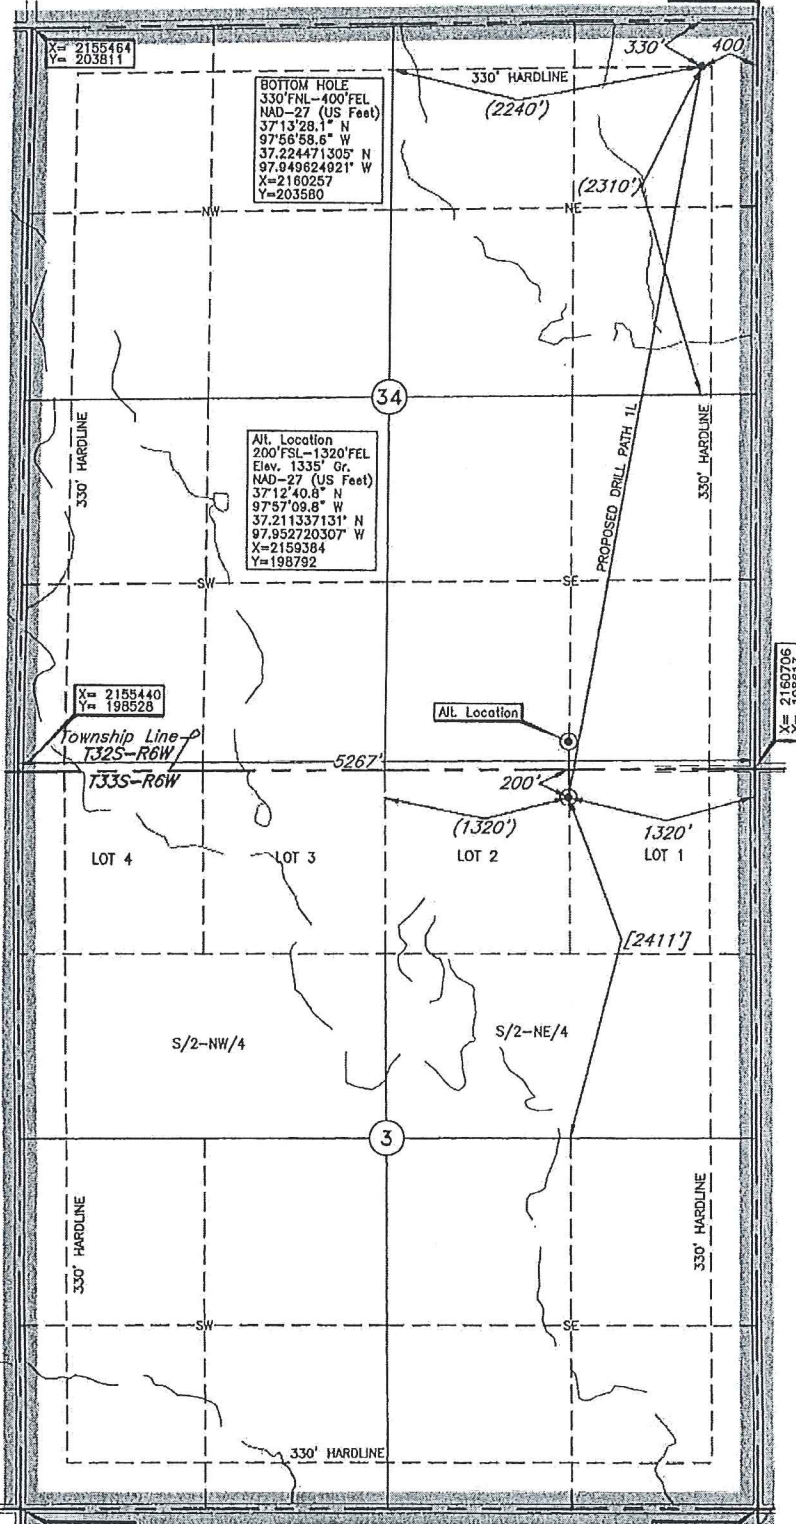 X= 2155464
Y= 203811
330'
400
330' HARDLINE
(2240')
BOTTOM HOLE
330'FNL-400'FEL
NAD-27 (US Feet)
37°13'28.1" N
97°56'58.6" W
37.224471305° N
97.949624921° W
X=2160257
Y=203580
(2310')
NW
NE
34
330' HARDLINE
330' HARDLINE
PROPOSED DRILL PATH 1L
Alt. Location
200'FSL-1320'FEL
Elev. 1335' Gr.
NAD-27 (US Feet)
37°12'40.8" N
97°57'09.8" W
37.211337131° N
97.952720307° W
X=2159384
Y=198792
SW
SE
X= 2155440
Y= 198528
X= 2160706
Alt. Location
Township Line
T32S-R6W
T33S-R6W
5267'
200'
(1320')
1320'
LOT 4
LOT 3
LOT 2
LOT 1
[2411']
S/2-NW/4
S/2-NE/4
3
330' HARDLINE
330' HARDLINE
SW
SE
330' HARDLINE